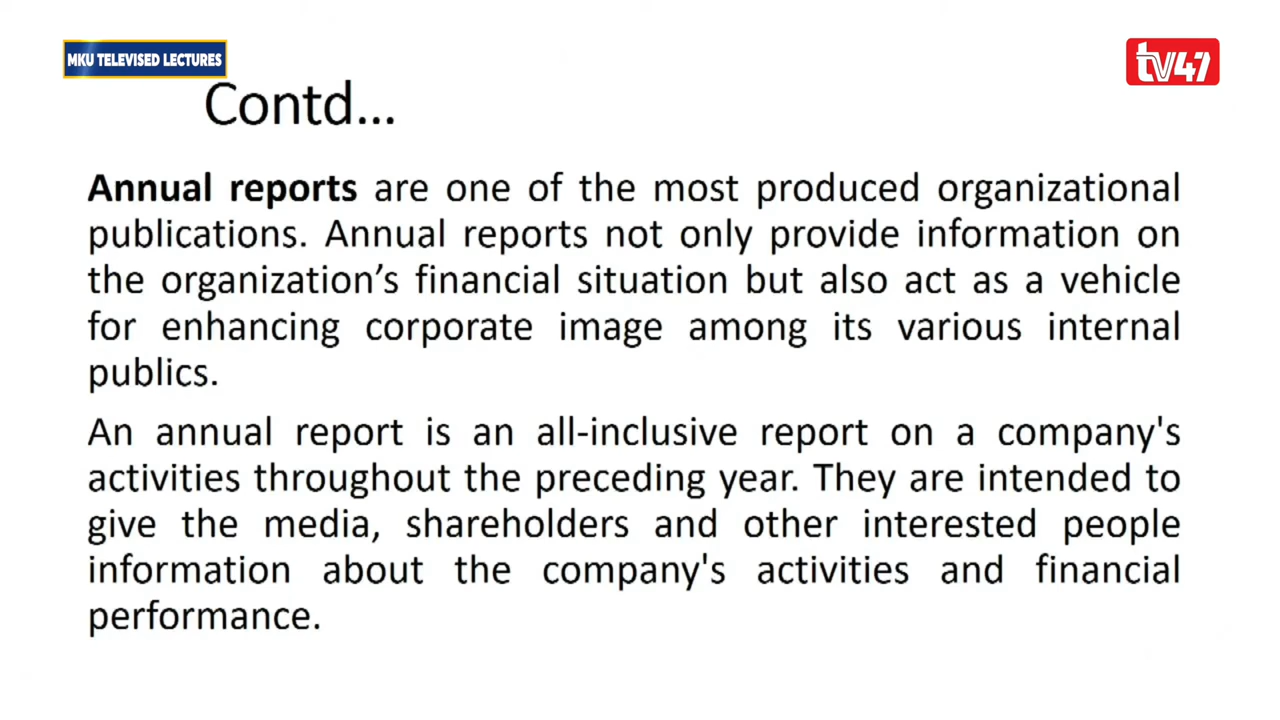 MKU TELEVISED LECTURES
tv47
Contd...
Annual reports are one of the most produced organizational
publications. Annual reports not only provide information on
the organization’s financial situation but also act as a vehicle
for enhancing corporate image among its various internal
publics.
An annual report is an all-inclusive report on a company's
activities throughout the preceding year. They are intended to
give the media, shareholders and other interested people
information about the company's activities and financial
performance.